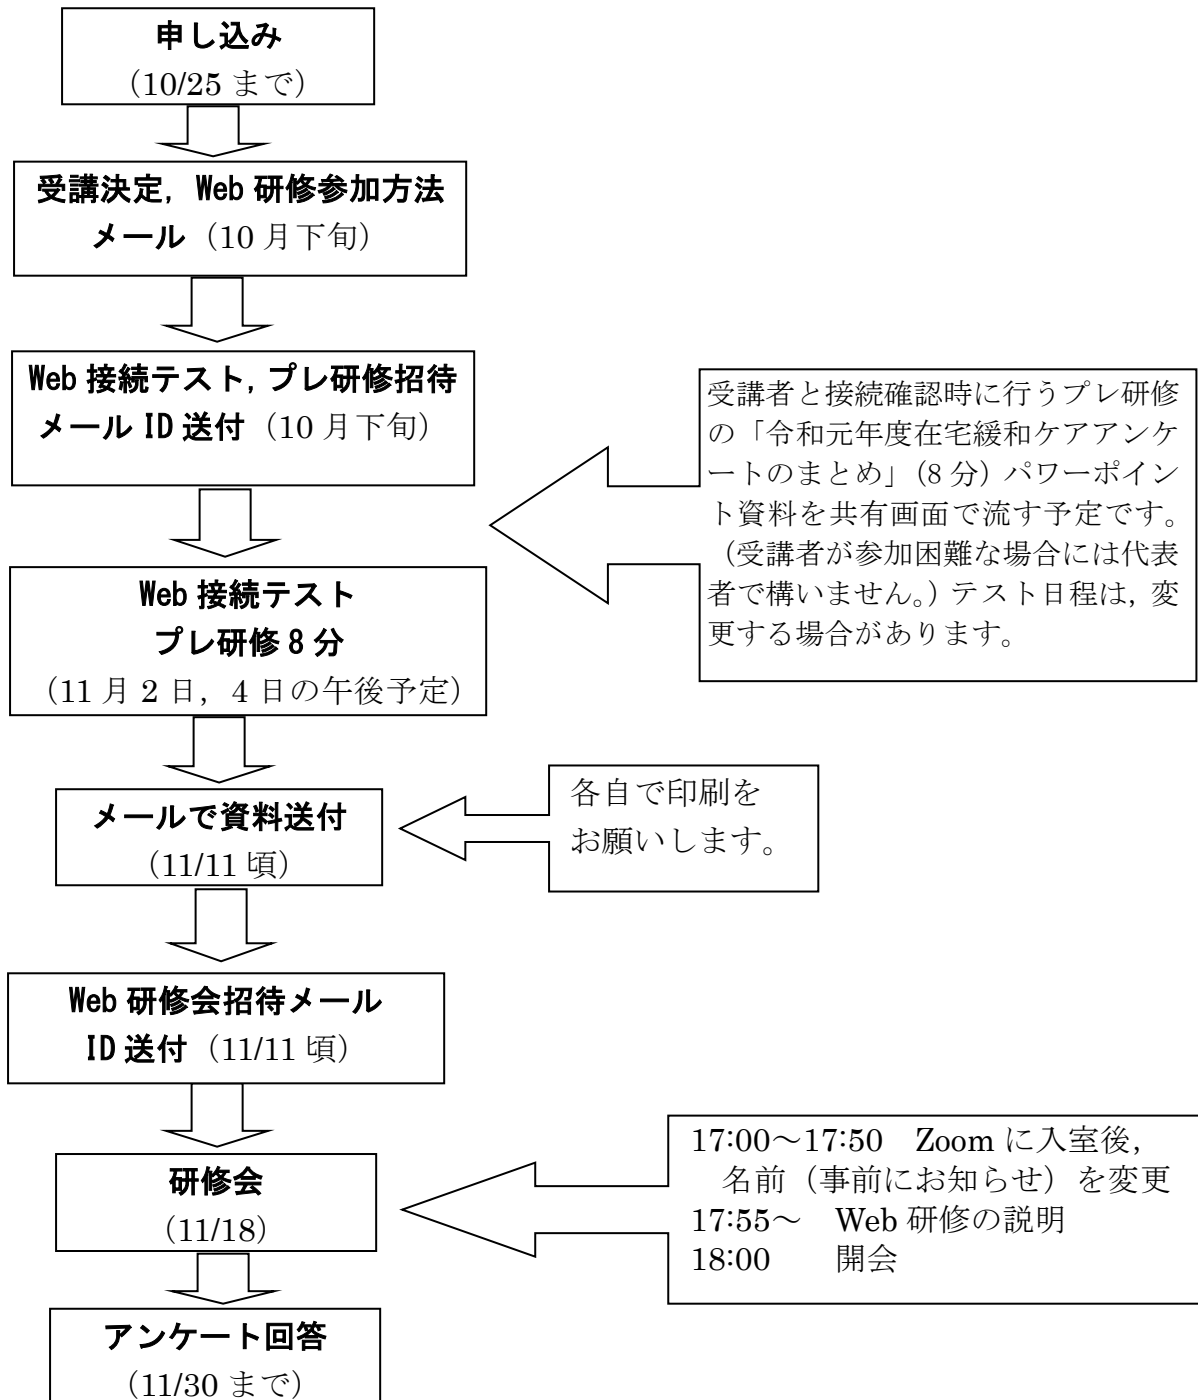 申し込み
（10/25 まで）
受講決定，Web 研修参加方法
メール（10 月下旬）
Web 接続テスト，プレ研修招待
メール ID 送付（10 月下旬）
受講者と接続確認時に行うプレ研修
の「令和元年度在宅緩和ケアアンケ
ートのまとめ」（8 分）パワーポイン
ト資料を共有画面で流す予定です。
（受講者が参加困難な場合には代表
者で構いません。）テスト日程は，変
更する場合があります。
Web 接続テスト
プレ研修 8 分
（11 月 2 日，4 日の午後予定）
メールで資料送付
（11/11 頃）
各自で印刷を
お願いします。
Web 研修会招待メール
ID 送付（11/11 頃）
研修会
（11/18）
17:00～17:50　Zoom に入室後，
名前（事前にお知らせ）を変更
17:55～　Web 研修の説明
18:00　　開会
アンケート回答
（11/30 まで）